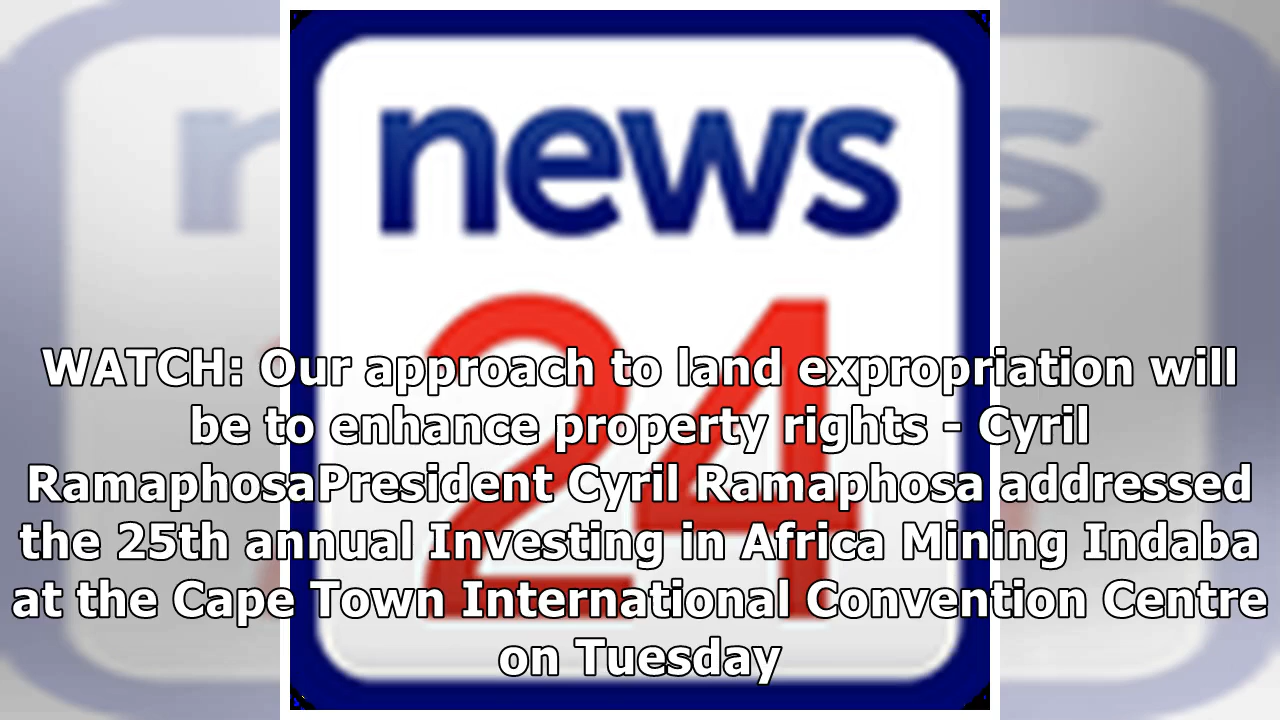 news
24
WATCH: Our approach to land expropriation will
be to enhance property rights - Cyril
RamaphosaPresident Cyril Ramaphosa addressed
the 25th annual Investing in Africa Mining Indaba
at the Cape Town International Convention Centre
on Tuesday